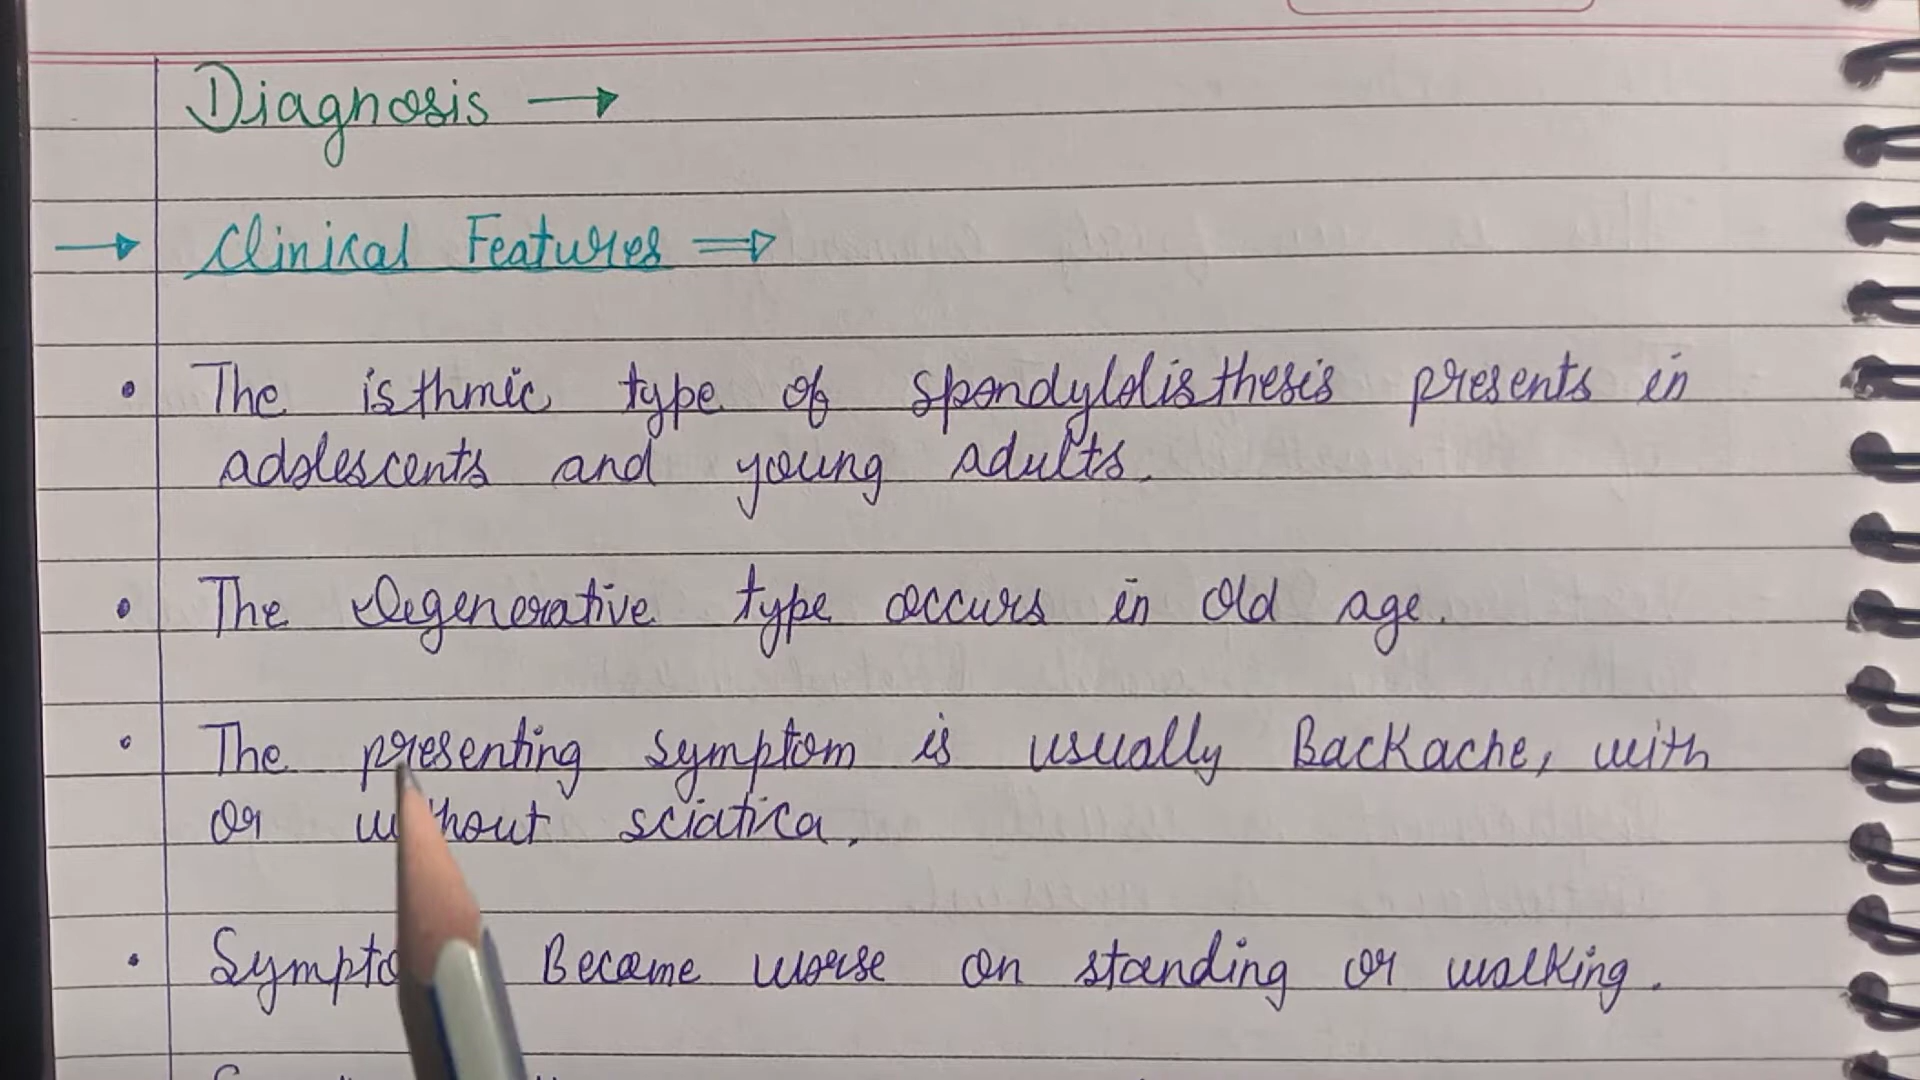 Diagnosis →
→ Clinical Features ⇒
• The isthmic type of spondylolisthesis presents in
adolescents and young adults.
• The degenerative type occurs in old age.
• The presenting symptom is usually Backache, with
or without sciatica.
• Become worse on standing or walking.